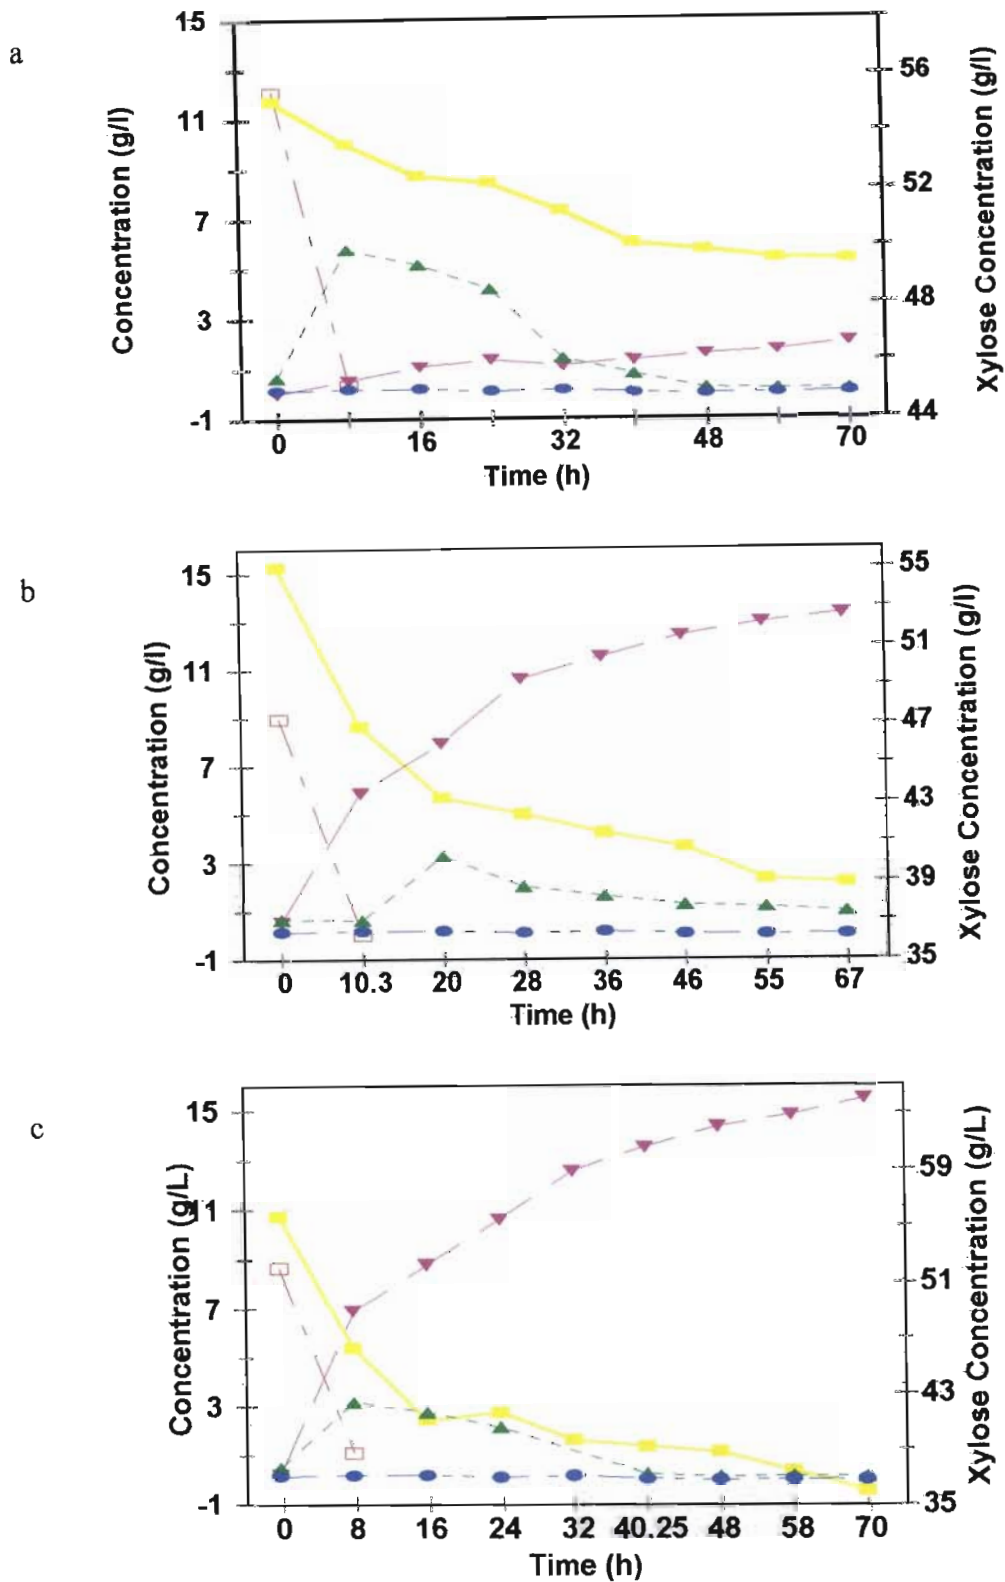 a
15
11
7
3
-1
Concentration (g/l)
56
52
48
44
Xylose Concentration (g/l)
0 16 32 48 70
Time (h)
b
15
11
7
3
-1
Concentration (g/l)
55
51
47
43
39
35
Xylose Concentration (g/l)
0 10.3 20 28 36 46 55 67
Time (h)
c
15
11
7
3
-1
Concentration (g/L)
59
51
43
35
Xylose Concentration (g/L)
0 8 16 24 32 40.25 48 58 70
Time (h)